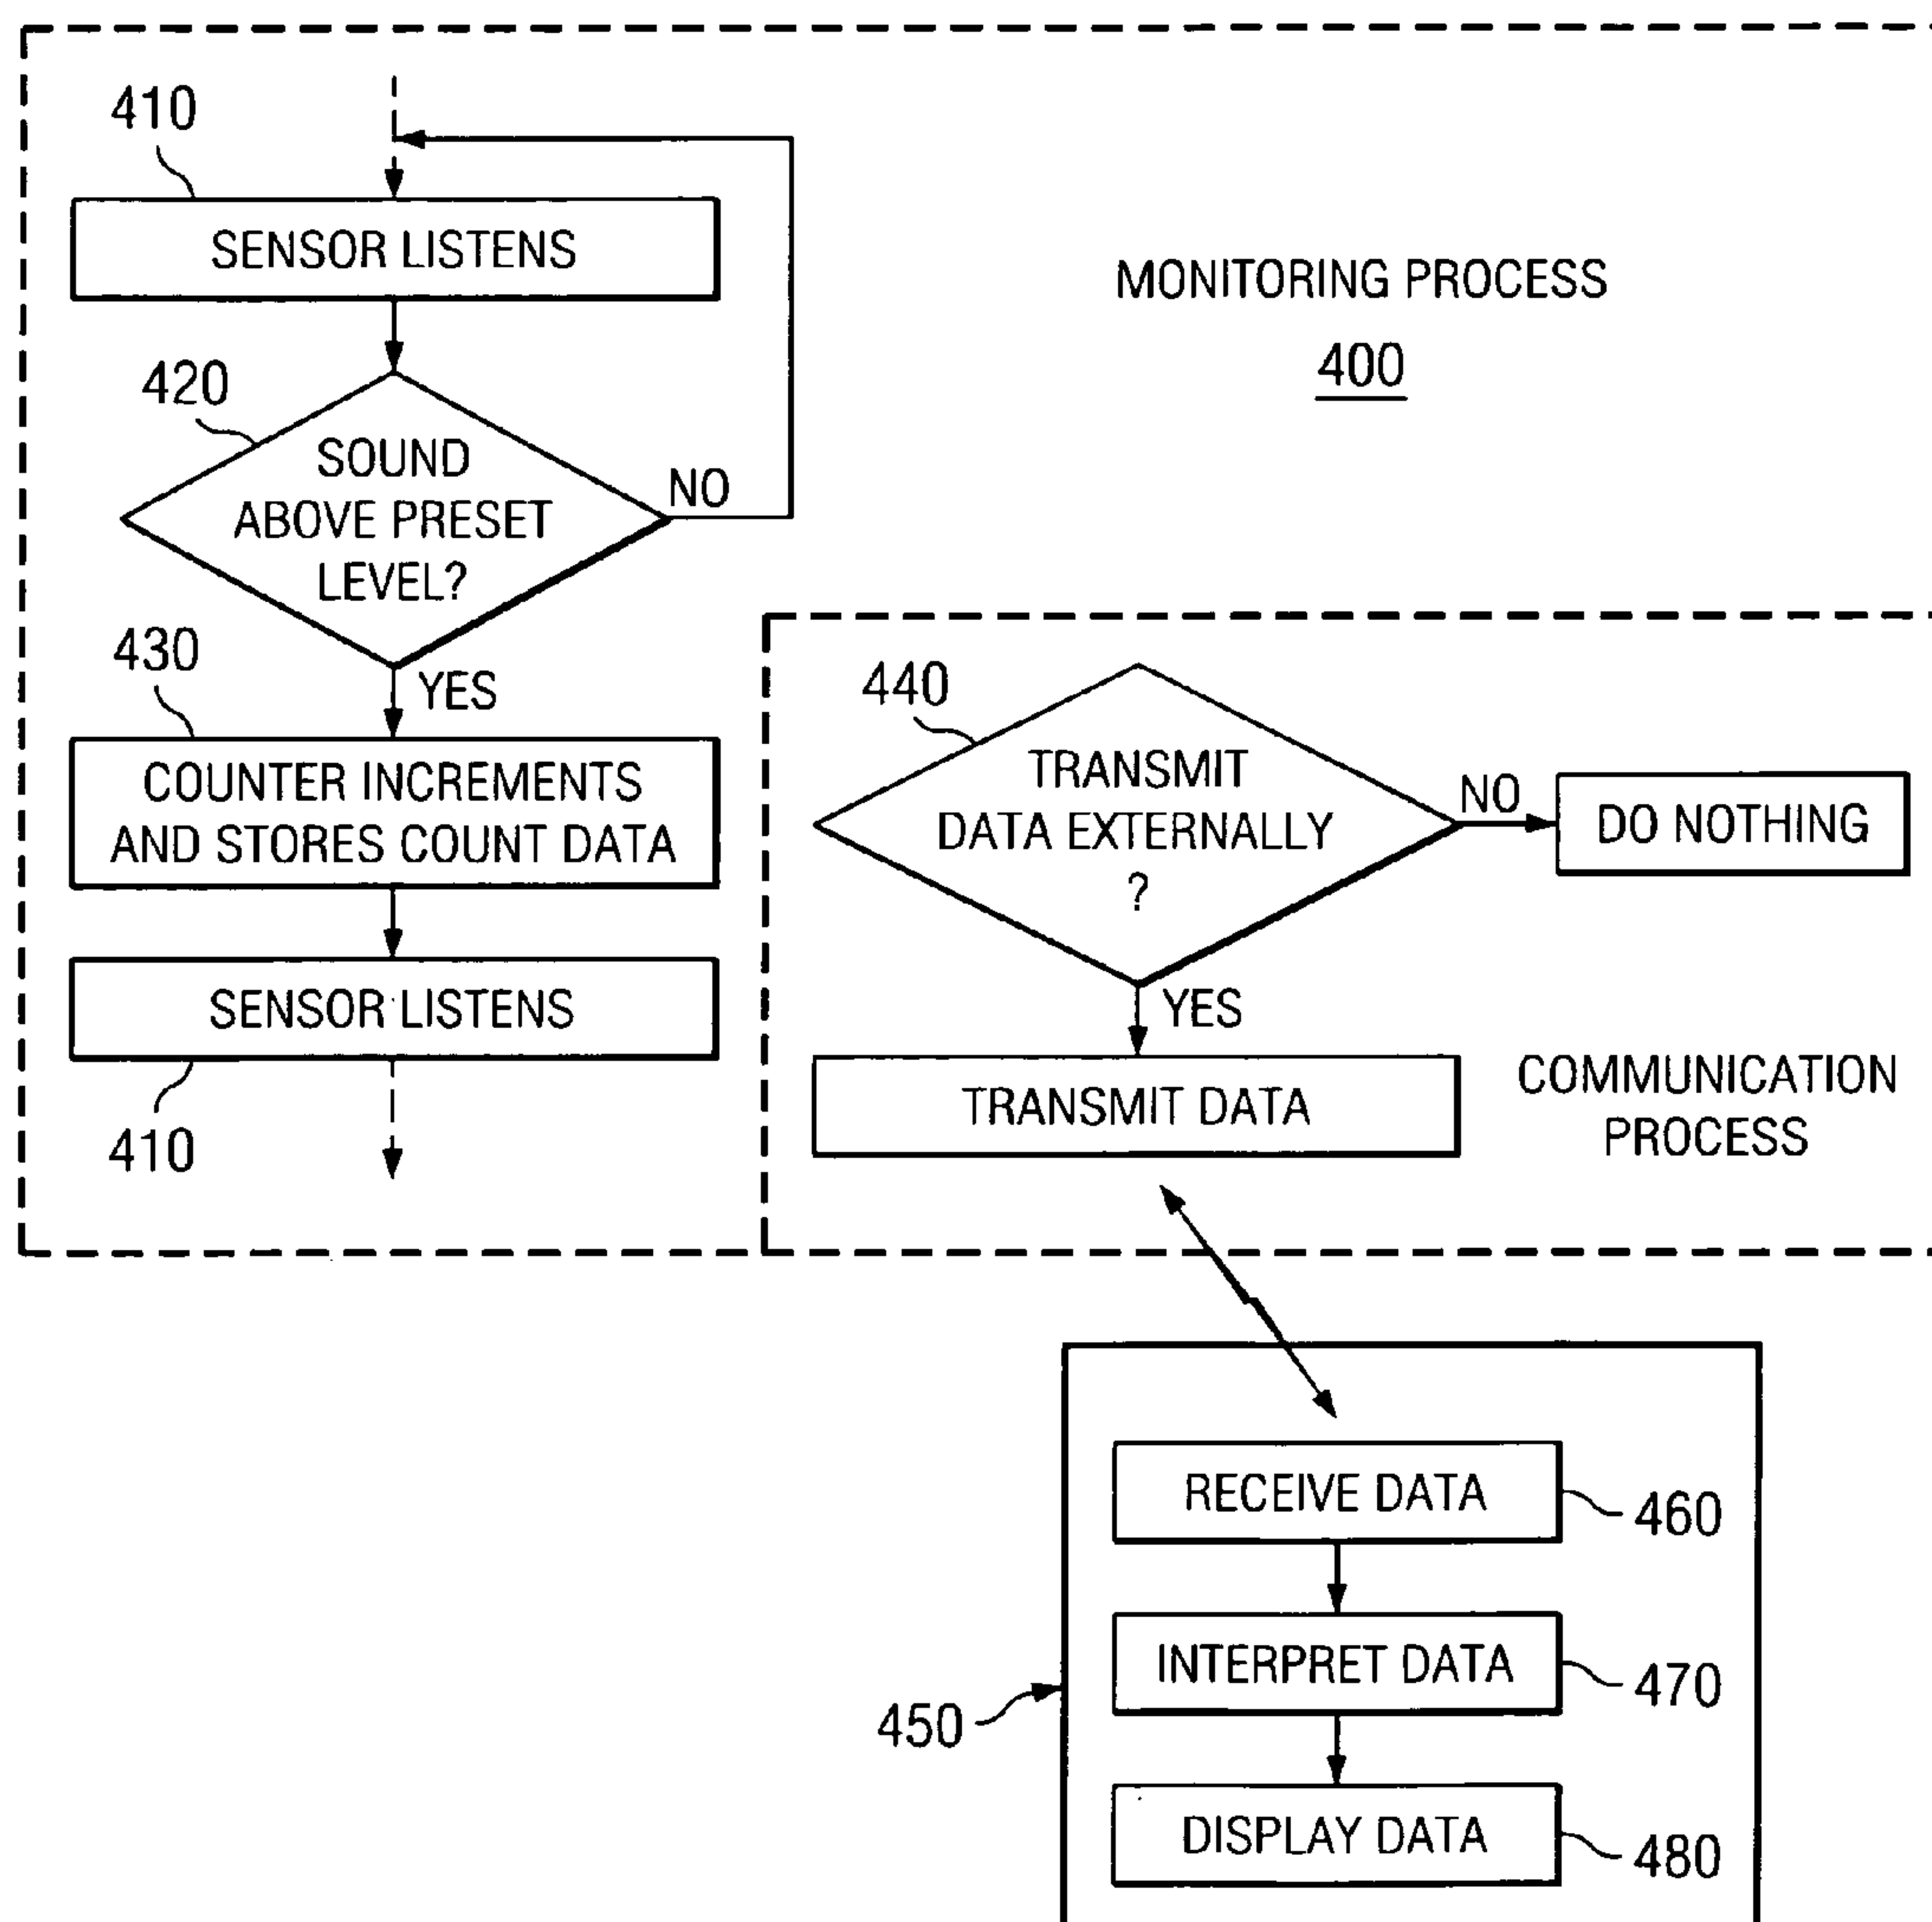 410
SENSOR LISTENS
MONITORING PROCESS
400
420
SOUND
ABOVE PRESET
LEVEL?
NO
YES
430
COUNTER INCREMENTS
AND STORES COUNT DATA
SENSOR LISTENS
410
440
TRANSMIT
DATA EXTERNALLY
?
NO
DO NOTHING
YES
TRANSMIT DATA
COMMUNICATION
PROCESS
450
RECEIVE DATA
460
INTERPRET DATA
470
DISPLAY DATA
480